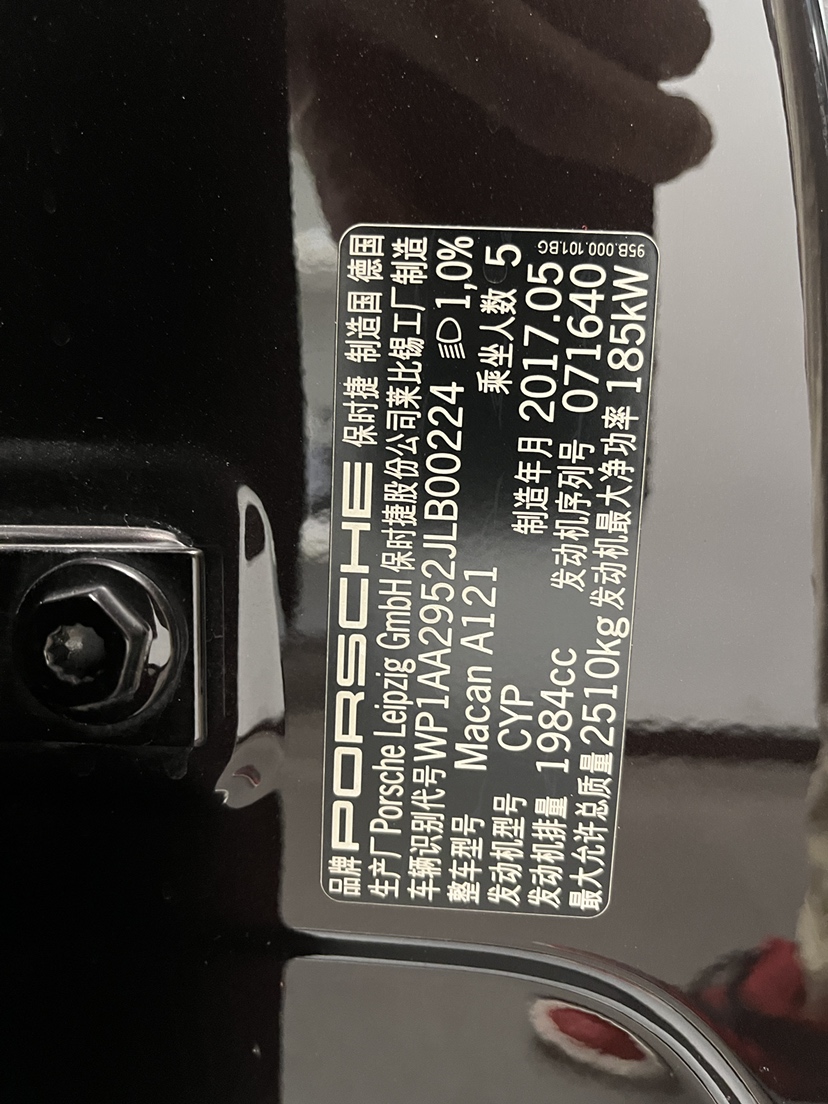 品牌 PORSCHE 保时捷 制造国 德国
生产厂 Porsche Leipzig GmbH 保时捷股份公司莱比锡工厂制造
车辆识别代号 WP1AA2952JLB00224 1,0%
整车型号 Macan A121 乘坐人数 5
发动机型号 CYP 制造年月 2017.05
发动机排量 1984cc 发动机序列号 071640
最大允许总质量 2510kg 发动机最大净功率 185kW
95B.000.101.BG